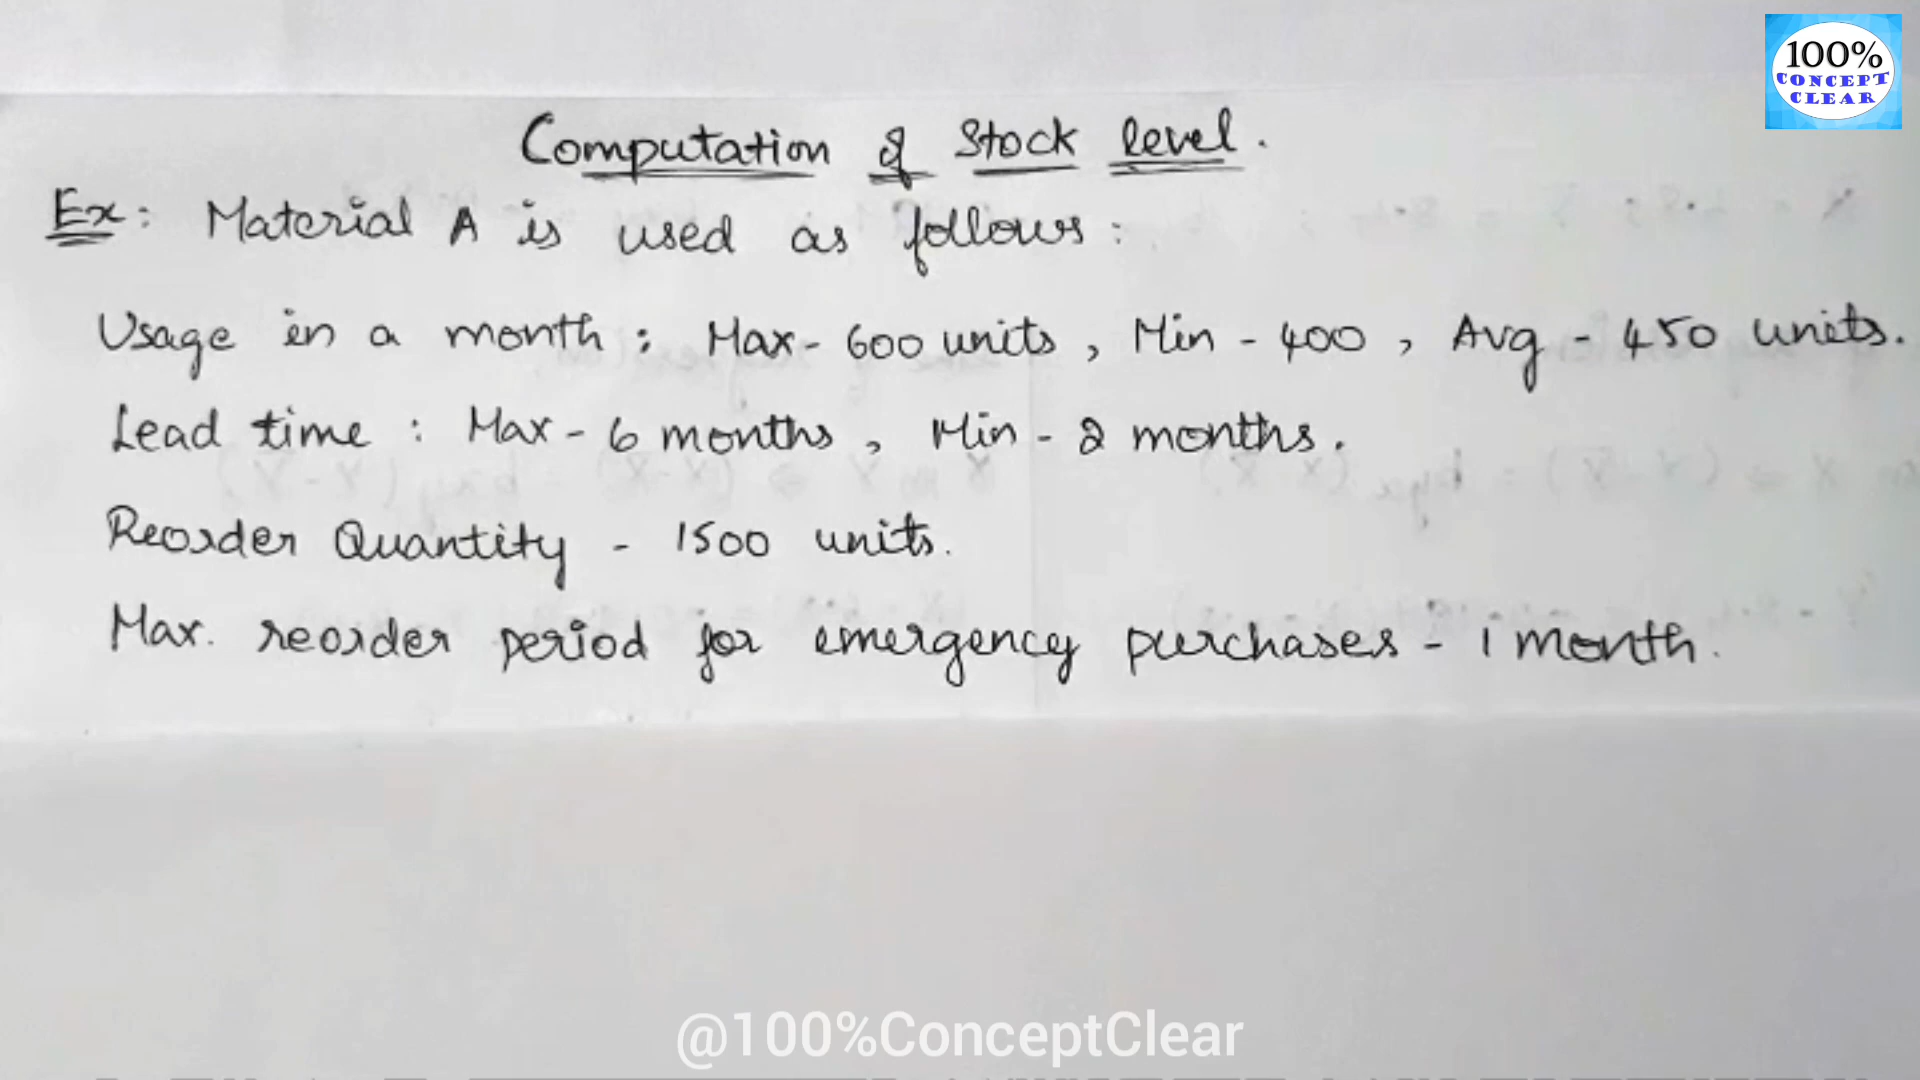 100%
CONCEPT
CLEAR
Computation of Stock level.
Ex: Material A is used as follows:
Usage in a month: Max- 600 units, Min - 400, Avg - 450 units.
Lead time: Max - 6 months, Min - 2 months.
Reorder Quantity - 1500 units.
Max. reorder period for emergency purchases - 1 month.
@100%ConceptClear